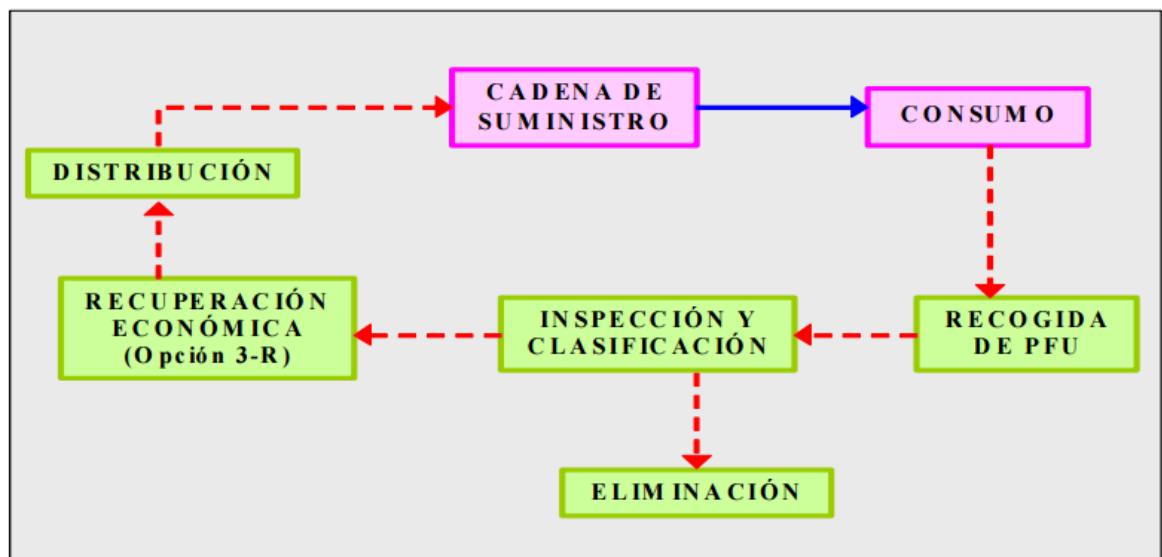 CADENA DE
SUMINISTRO
CONSUMO
DISTRIBUCIÓN
RECUPERACIÓN
ECONÓMICA
(Opción 3-R)
INSPECCIÓN Y
CLASIFICACIÓN
RECOGIDA
DE PFU
ELIMINACIÓN